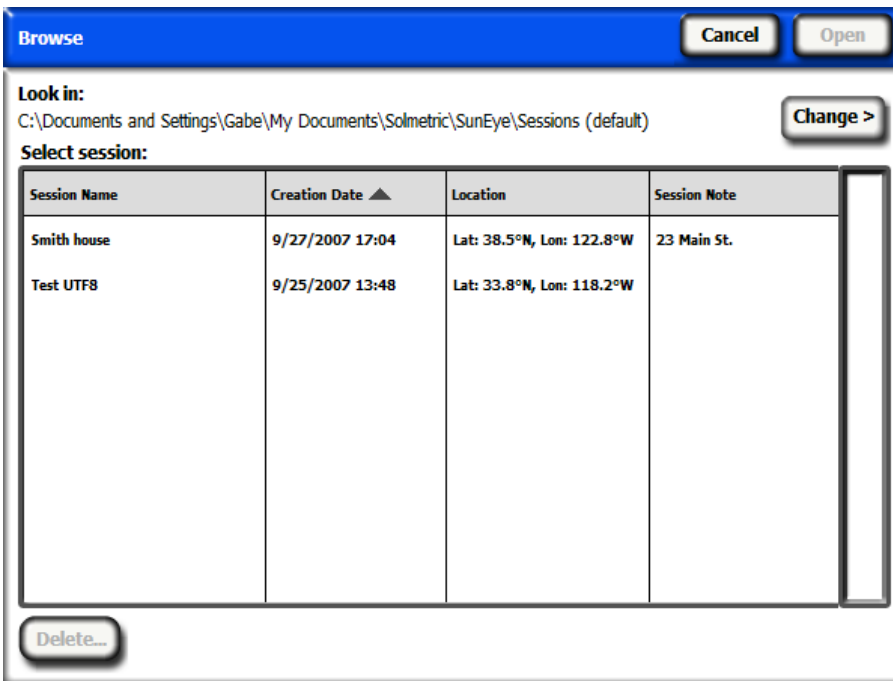 Browse Cancel Open
Look in:
C:\Documents and Settings\Gabe\My Documents\Solmetric\SunEye\Sessions (default) Change >
Select session:
Session Name Creation Date Location Session Note
Smith house 9/27/2007 17:04 Lat: 38.5°N, Lon: 122.8°W 23 Main St.
Test UTF8 9/25/2007 13:48 Lat: 33.8°N, Lon: 118.2°W
Delete...